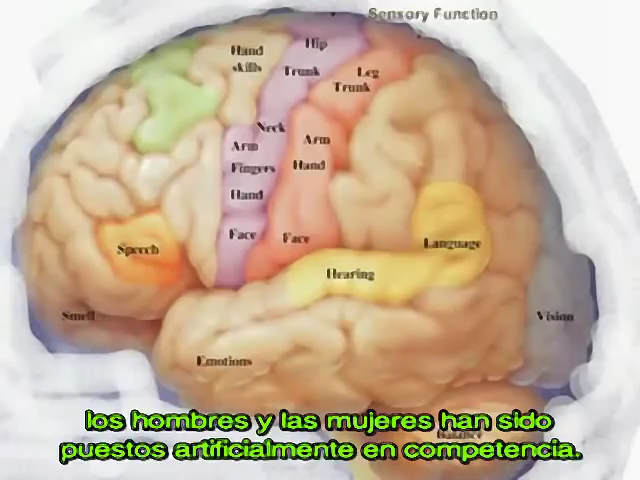 Sensory Function
Hip
Hand
skills
Trunk
Leg
Trunk
Neck
Arm
Arm
Fingers
Hand
Hand
Face
Face
Speech
Language
Hearing
Smell
Vision
Emotions
los hombres y las mujeres han sido
Balance
puestos artificialmente en competencia.